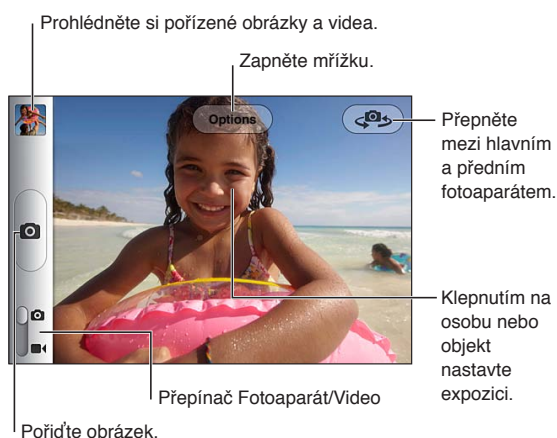 Prohlédněte si pořízené obrázky a videa.
Zapněte mřížku.
Options
Přepněte
mezi hlavním
a předním
fotoaparátem.
Klepnutím na
osobu nebo
objekt
nastavte
expozici.
Přepínač Fotoaparát/Video
Pořiďte obrázek.